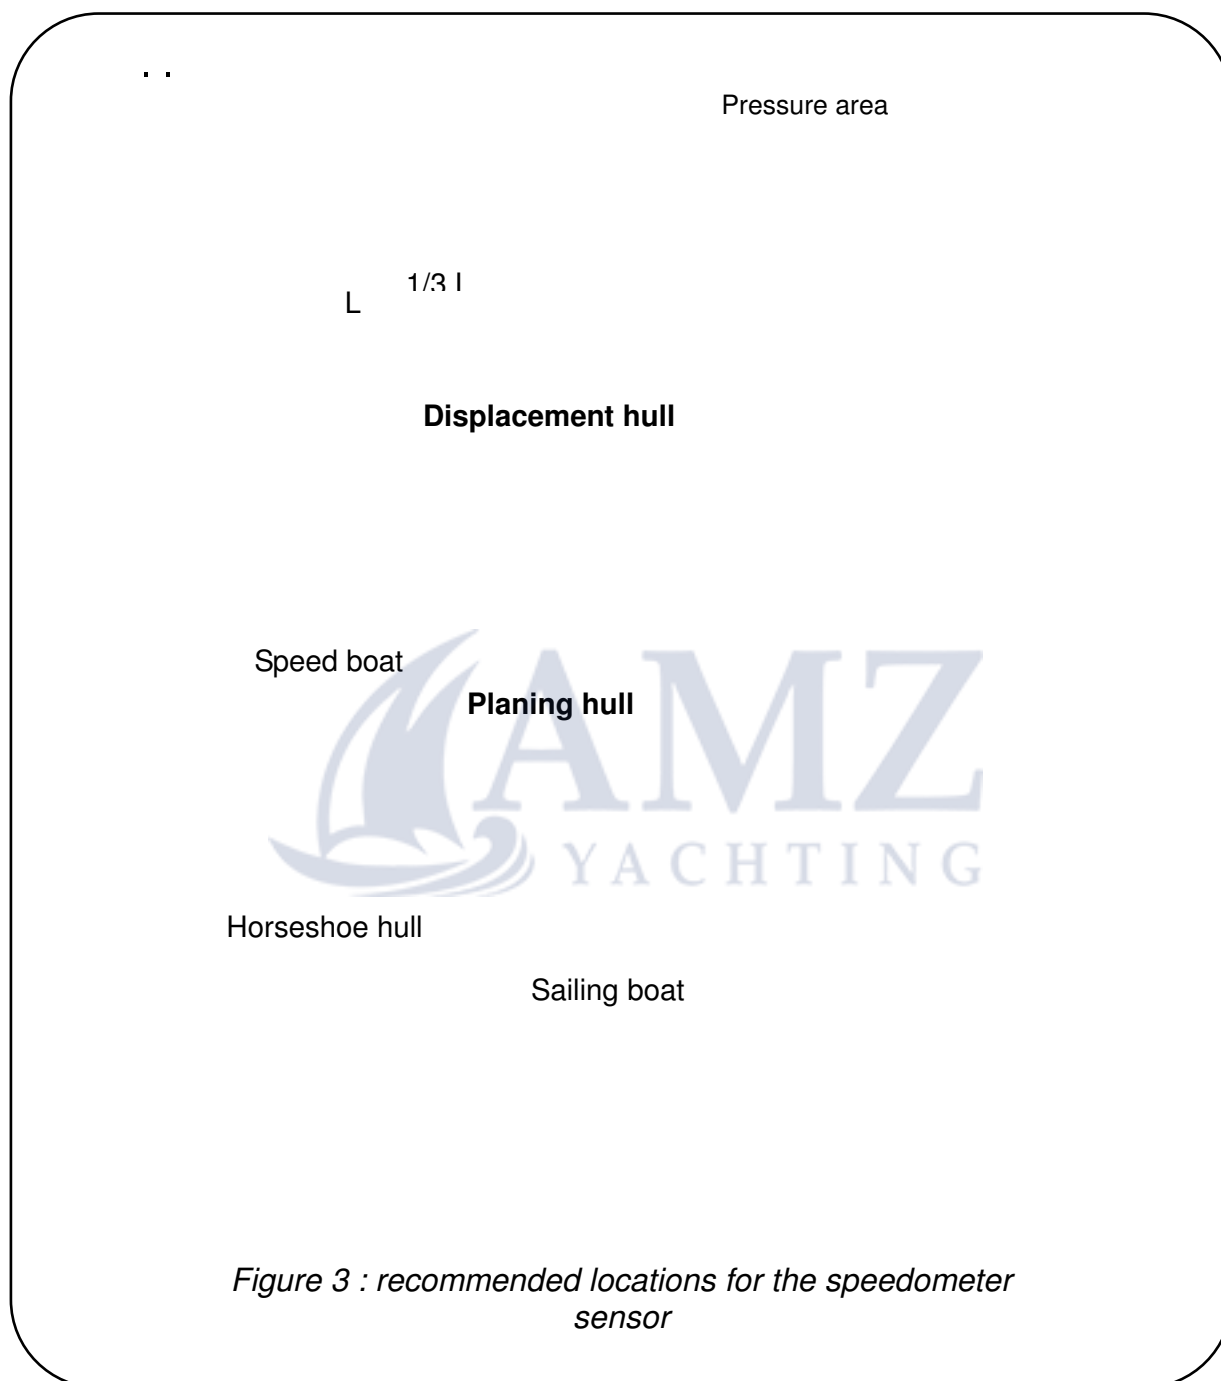 . .
Pressure area
1/3 L
L
Displacement hull
Speed boat
Planing hull
AMZ
YACHTING
Horseshoe hull
Sailing boat
Figure 3 : recommended locations for the speedometer
sensor